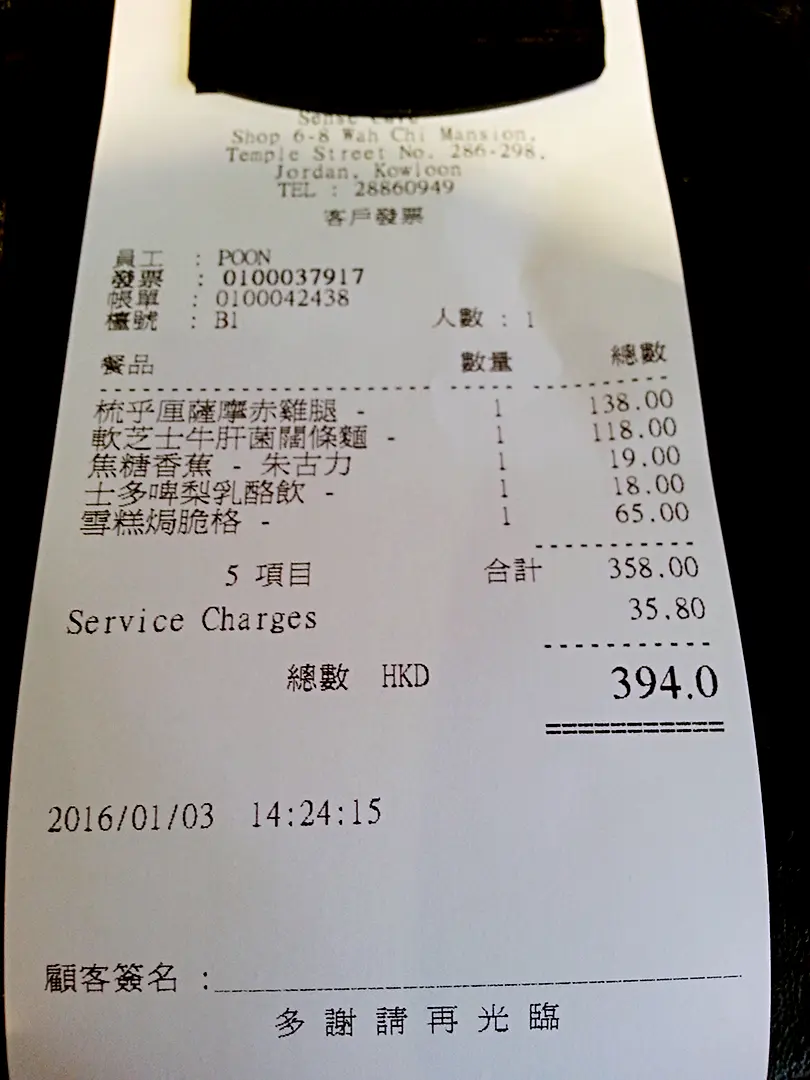 Sense Cafe
Shop 6-8 Wah Chi Mansion,
Temple Street No. 286-298,
Jordan, Kowloon
TEL : 28860949
客戶發票
員工 : POON
發票 : 0100037917
帳單 : 0100042438
檯號 : B1 人數 : 1
餐品 數量 總數
梳乎厘薩摩赤雞腿 - 1 138.00
軟芝士牛肝菌闊條麵 - 1 118.00
焦糖香蕉 - 朱古力 1 19.00
士多啤梨乳酪飲 - 1 18.00
雪糕焗脆格 - 1 65.00
5 項目 合計 358.00
Service Charges 35.80
總數 HKD 394.0
2016/01/03 14:24:15
顧客簽名 :
多謝請再光臨